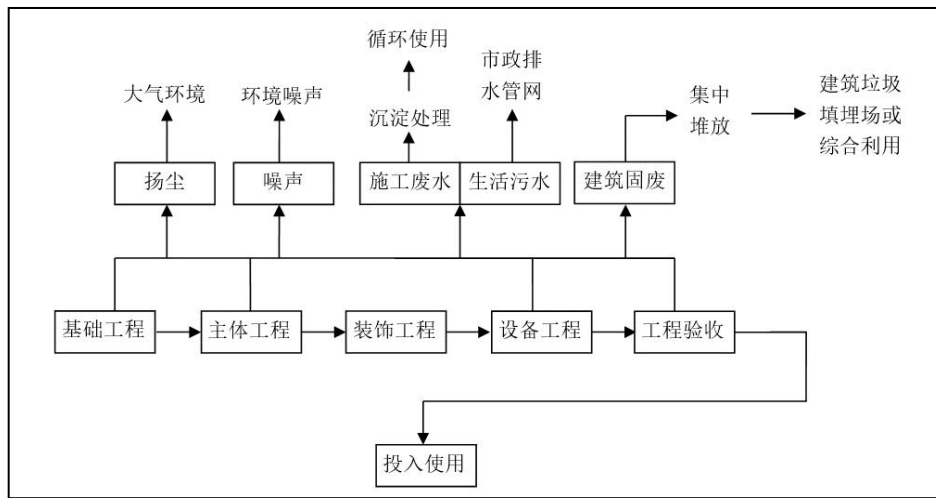 循环使用
市政排
水管网
大气环境
环境噪声
沉淀处理
集中
堆放
建筑垃圾
填埋场或
综合利用
扬尘
噪声
施工废水
生活污水
建筑固废
基础工程
主体工程
装饰工程
设备工程
工程验收
投入使用